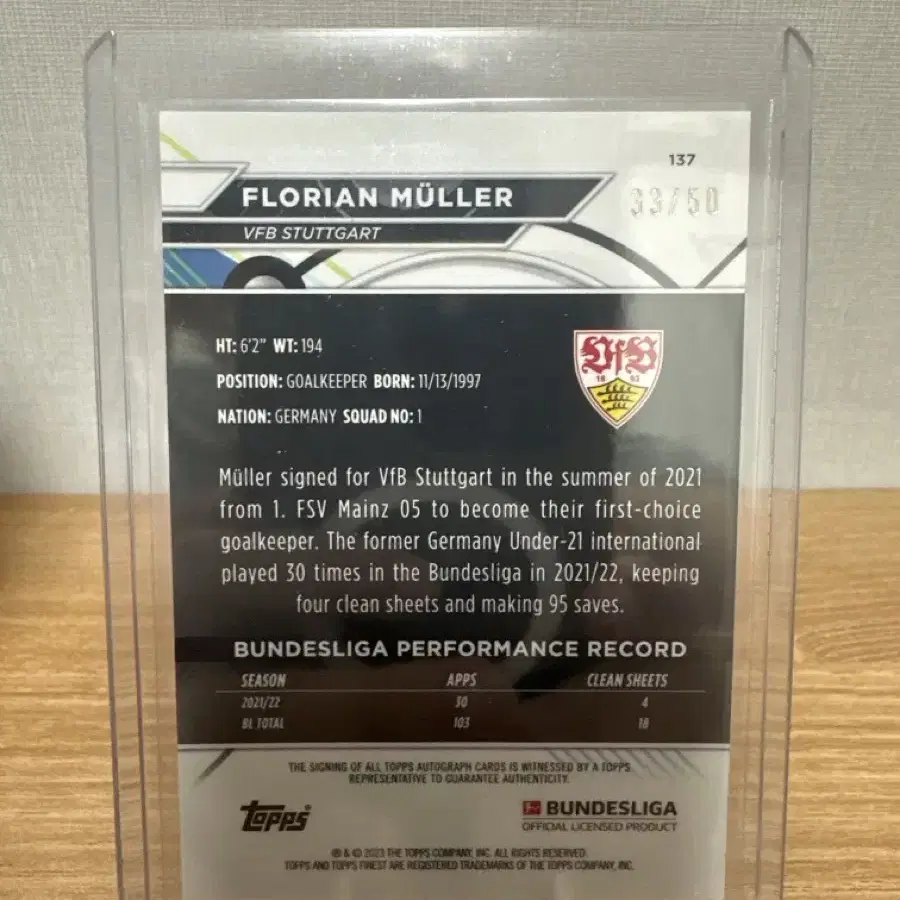 137
FLORIAN MÜLLER
33/50
VFB STUTTGART
HT: 6'2" WT: 194
VfB
18 93
POSITION: GOALKEEPER BORN: 11/13/1997
NATION: GERMANY SQUAD NO: 1
Müller signed for VfB Stuttgart in the summer of 2021
from 1. FSV Mainz 05 to become their first-choice
goalkeeper. The former Germany Under-21 international
played 30 times in the Bundesliga in 2021/22, keeping
four clean sheets and making 95 saves.
BUNDESLIGA PERFORMANCE RECORD
SEASON APPS CLEAN SHEETS
2021/22 30 4
BL TOTAL 103 18
THE SIGNING OF ALL TOPPS AUTOGRAPH CARDS IS WITNESSED BY A TOPPS
REPRESENTATIVE TO GUARANTEE AUTHENTICITY.
topps® BUNDESLIGA
OFFICIAL LICENSED PRODUCT
® & © 2023 THE TOPPS COMPANY, INC. ALL RIGHTS RESERVED.
TOPPS AND TOPPS FINEST ARE REGISTERED TRADEMARKS OF THE TOPPS COMPANY, INC.